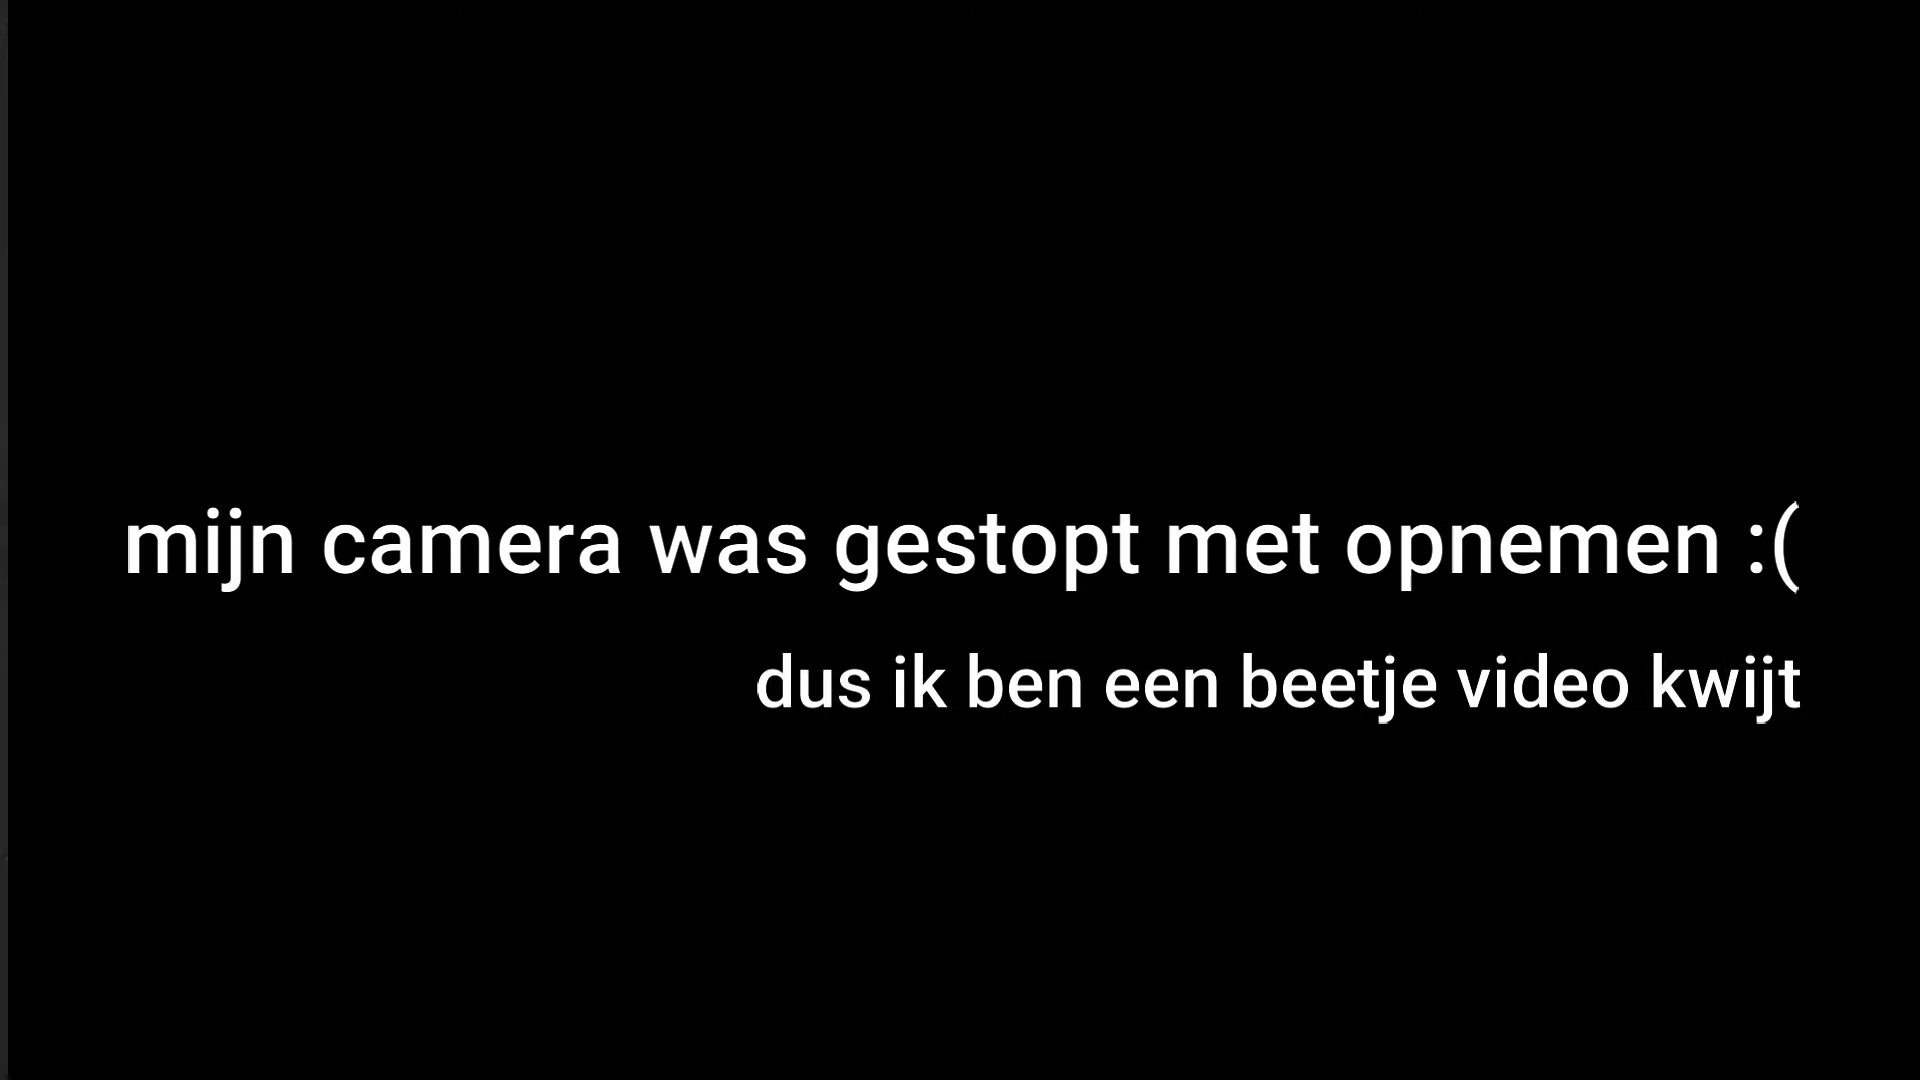 mijn camera was gestopt met opnemen :(
dus ik ben een beetje video kwijt